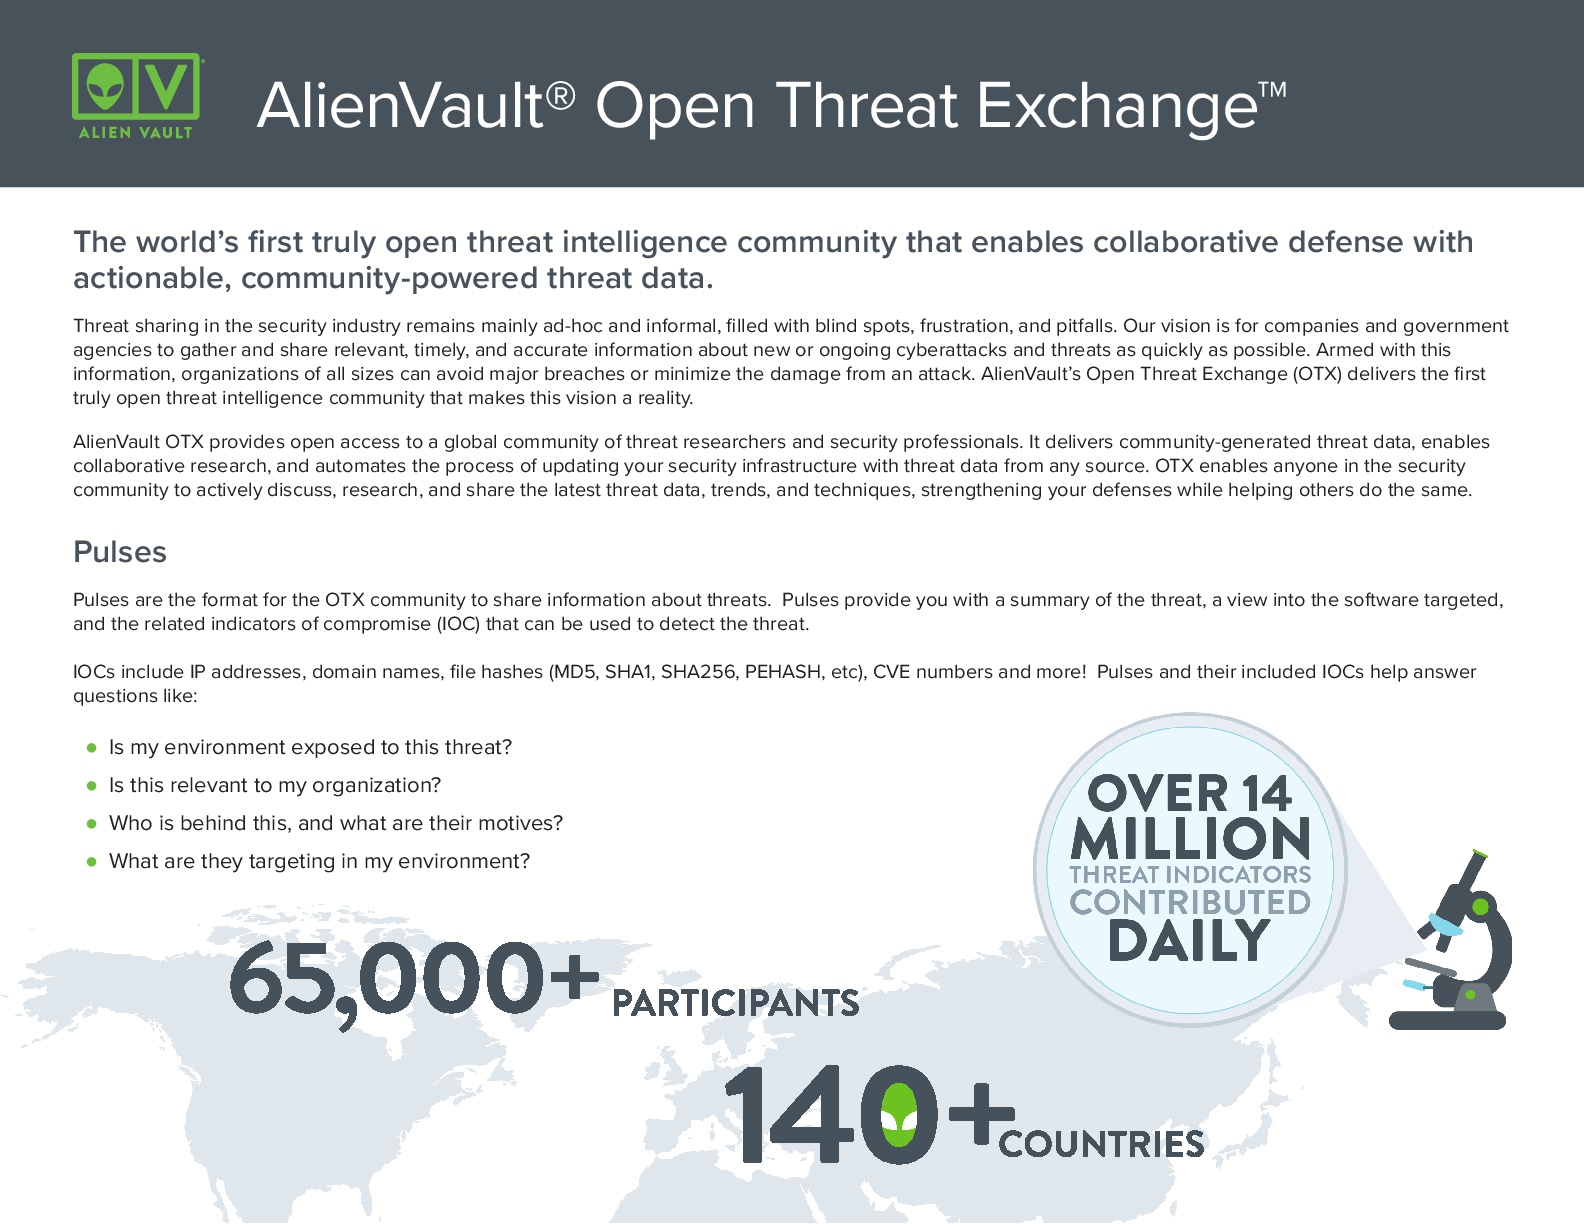 ALIEN VAULT
AlienVault® Open Threat Exchange™
The world's first truly open threat intelligence community that enables collaborative defense with
actionable, community-powered threat data.
Threat sharing in the security industry remains mainly ad-hoc and informal, filled with blind spots, frustration, and pitfalls. Our vision is for companies and government
agencies to gather and share relevant, timely, and accurate information about new or ongoing cyberattacks and threats as quickly as possible. Armed with this
information, organizations of all sizes can avoid major breaches or minimize the damage from an attack. AlienVault's Open Threat Exchange (OTX) delivers the first
truly open threat intelligence community that makes this vision a reality.
AlienVault OTX provides open access to a global community of threat researchers and security professionals. It delivers community-generated threat data, enables
collaborative research, and automates the process of updating your security infrastructure with threat data from any source. OTX enables anyone in the security
community to actively discuss, research, and share the latest threat data, trends, and techniques, strengthening your defenses while helping others do the same.
Pulses
Pulses are the format for the OTX community to share information about threats.  Pulses provide you with a summary of the threat, a view into the software targeted,
and the related indicators of compromise (IOC) that can be used to detect the threat.
IOCs include IP addresses, domain names, file hashes (MD5, SHA1, SHA256, PEHASH, etc), CVE numbers and more!  Pulses and their included IOCs help answer
questions like:
● Is my environment exposed to this threat?
● Is this relevant to my organization?
● Who is behind this, and what are their motives?
● What are they targeting in my environment?
OVER 14
MILLION
THREAT INDICATORS
CONTRIBUTED
DAILY
65,000+ PARTICIPANTS
140+ COUNTRIES